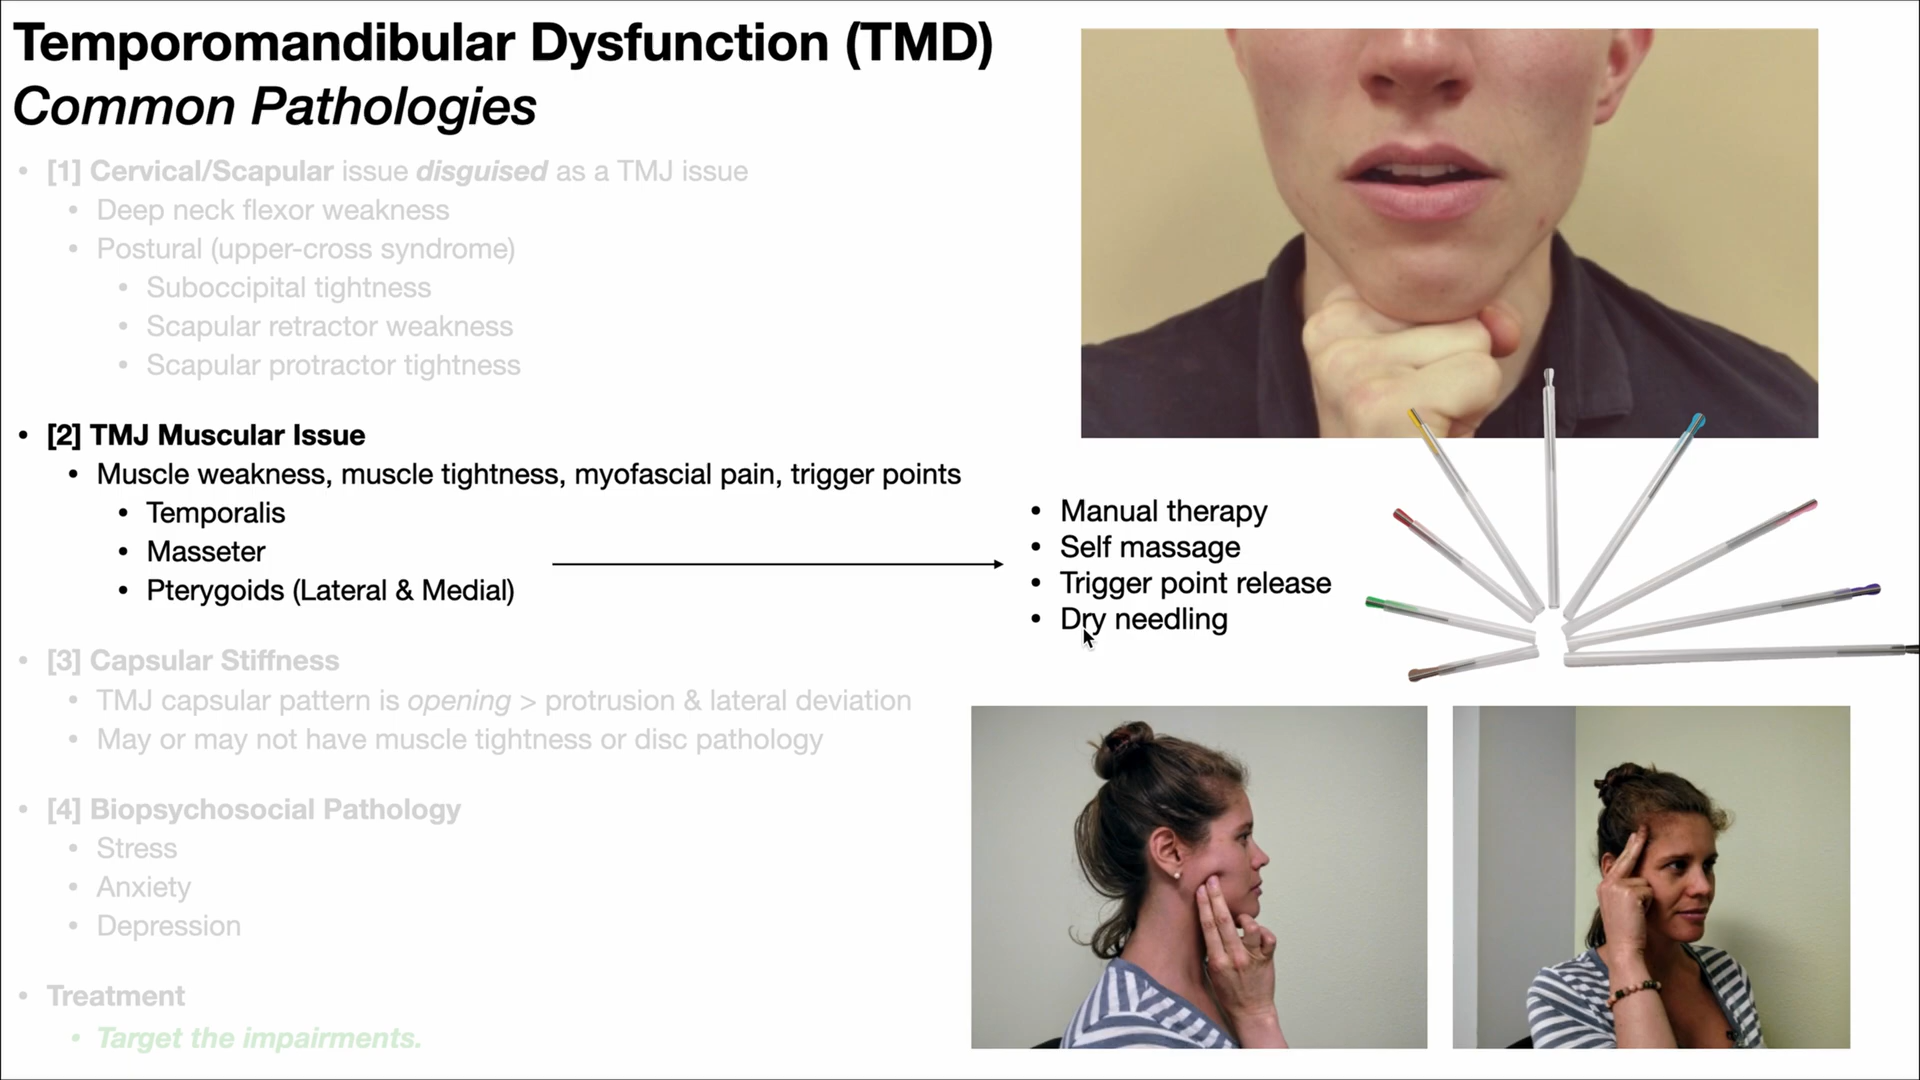 Temporomandibular Dysfunction (TMD)
Common Pathologies
• [1] Cervical/Scapular issue disguised as a TMJ issue
• Deep neck flexor weakness
• Postural (upper-cross syndrome)
• Suboccipital tightness
• Scapular retractor weakness
• Scapular protractor tightness
• [2] TMJ Muscular Issue
• Muscle weakness, muscle tightness, myofascial pain, trigger points
• Temporalis
• Masseter
• Pterygoids (Lateral & Medial)
• Manual therapy
• Self massage
• Trigger point release
• Dry needling
• [3] Capsular Stiffness
• TMJ capsular pattern is opening > protrusion & lateral deviation
• May or may not have muscle tightness or disc pathology
• [4] Biopsychosocial Pathology
• Stress
• Anxiety
• Depression
• Treatment
• Target the impairments.